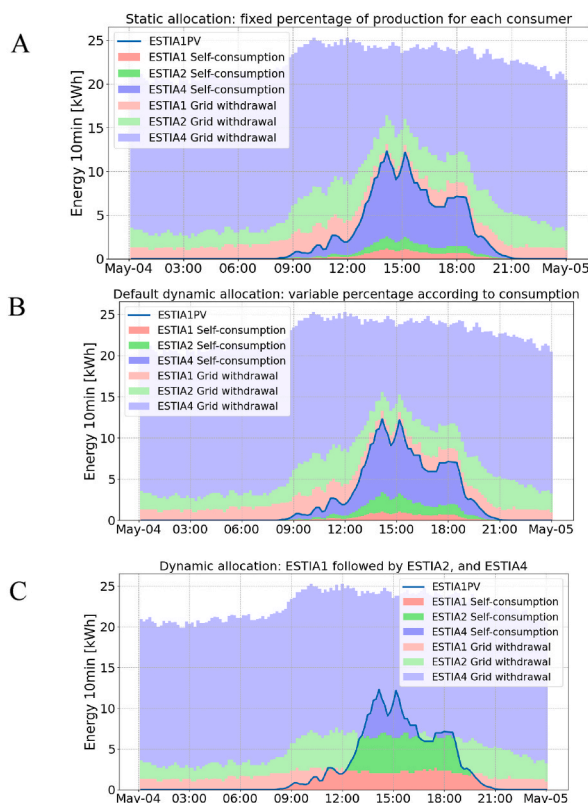 A
Static allocation: fixed percentage of production for each consumer
Energy 10min [kWh]
25
20
15
10
5
0
ESTIA1PV
ESTIA1 Self-consumption
ESTIA2 Self-consumption
ESTIA4 Self-consumption
ESTIA1 Grid withdrawal
ESTIA2 Grid withdrawal
ESTIA4 Grid withdrawal
May-04 03:00 06:00 09:00 12:00 15:00 18:00 21:00 May-05
B
Default dynamic allocation: variable percentage according to consumption
Energy 10min [kWh]
25
20
15
10
5
0
ESTIA1PV
ESTIA1 Self-consumption
ESTIA2 Self-consumption
ESTIA4 Self-consumption
ESTIA1 Grid withdrawal
ESTIA2 Grid withdrawal
ESTIA4 Grid withdrawal
May-04 03:00 06:00 09:00 12:00 15:00 18:00 21:00 May-05
C
Dynamic allocation: ESTIA1 followed by ESTIA2, and ESTIA4
Energy 10min [kWh]
25
20
15
10
5
0
ESTIA1PV
ESTIA1 Self-consumption
ESTIA2 Self-consumption
ESTIA4 Self-consumption
ESTIA1 Grid withdrawal
ESTIA2 Grid withdrawal
ESTIA4 Grid withdrawal
May-04 03:00 06:00 09:00 12:00 15:00 18:00 21:00 May-05